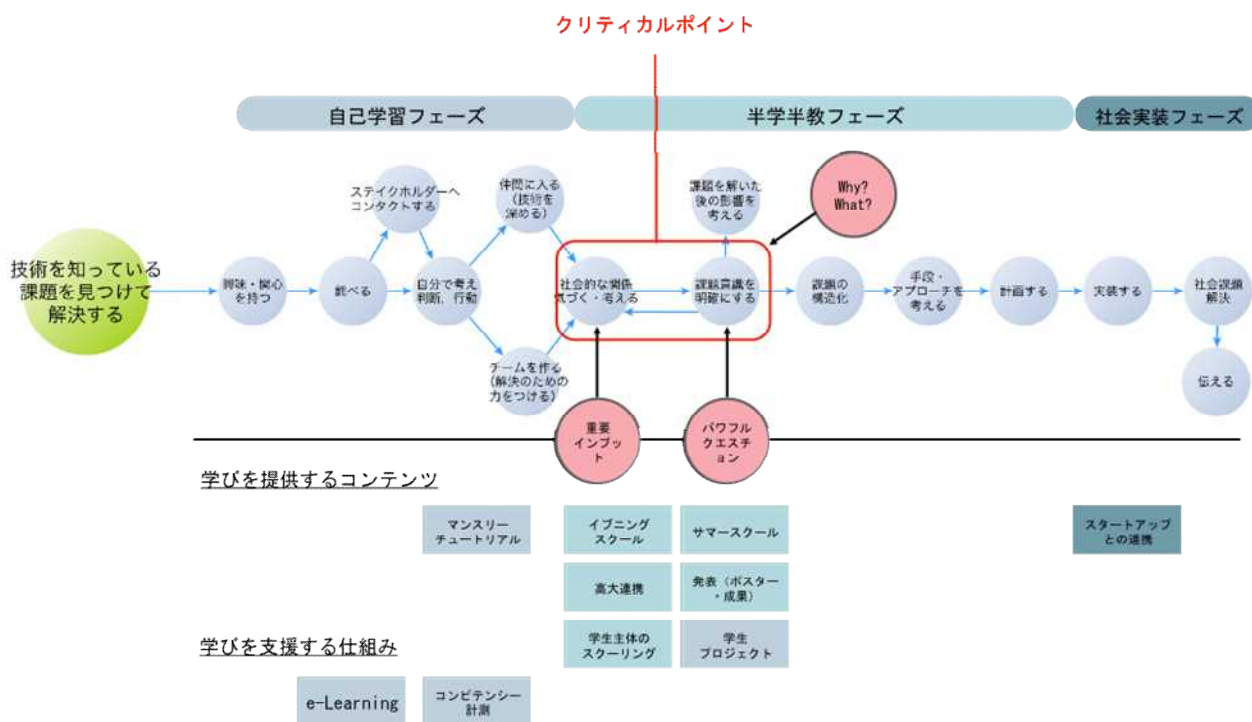 クリティカルポイント
自己学習フェーズ
半学半教フェーズ
社会実装フェーズ
ステイクホルダーへ
コンタクトする
仲間に入る
(技術を
深める)
課題を解いた
後の影響を
考える
Why?
What?
技術を知っている
課題を見つけて
解決する
興味・関心
を持つ
調べる
自分で考え
判断、行動
社会的な関係
気づく・考える
課題意識を
明確にする
課題の
構造化
手段・
アプローチを
考える
計画する
実装する
社会課題
解決
チームを作る
(解決のための
力をつける)
伝える
重要
インプッ
ト
パワフル
クエスチ
ョン
学びを提供するコンテンツ
マンスリー
チュートリアル
イブニング
スクール
サマースクール
スタートアップ
との連携
高大連携
発表(ポスター
・成果)
学びを支援する仕組み
学生主体の
スクーリング
学生
プロジェクト
e-Learning
コンピテンシー
計測